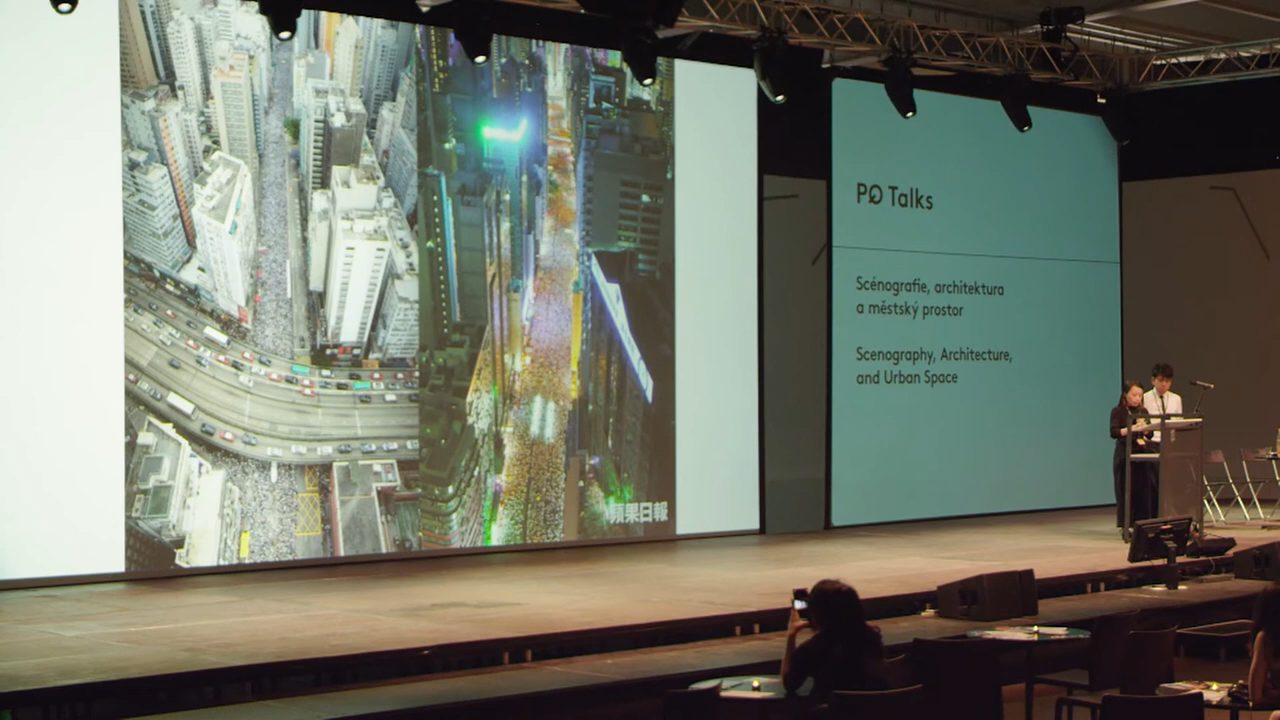 蘋果日報
PQ Talks
Scénografie, architektura
a městský prostor
Scenography, Architecture,
and Urban Space